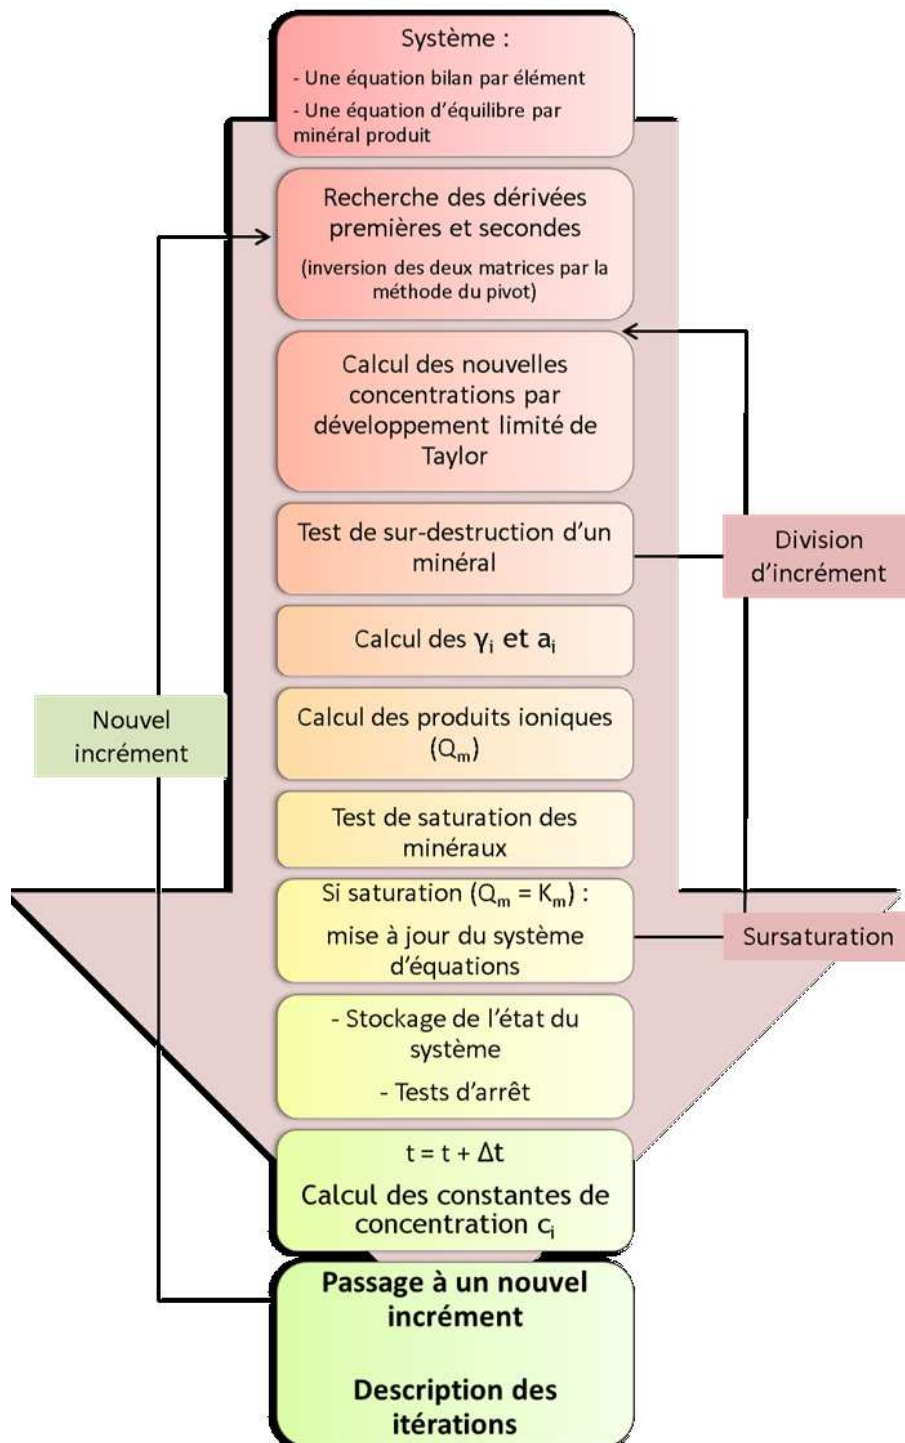 Système :
- Une équation bilan par élément
- Une équation d'équilibre par
minéral produit
Recherche des dérivées
premières et secondes
(inversion des deux matrices par la
méthode du pivot)
Calcul des nouvelles
concentrations par
développement limité de
Taylor
Test de sur-destruction d'un
minéral
Division
d'incrément
Calcul des γi et ai
Nouvel
incrément
Calcul des produits ioniques
(Qm)
Test de saturation des
minéraux
Si saturation (Qm = Km) :
mise à jour du système
d'équations
Sursaturation
- Stockage de l'état du
système
- Tests d'arrêt
t = t + Δt
Calcul des constantes de
concentration ci
Passage à un nouvel
incrément
Description des
itérations